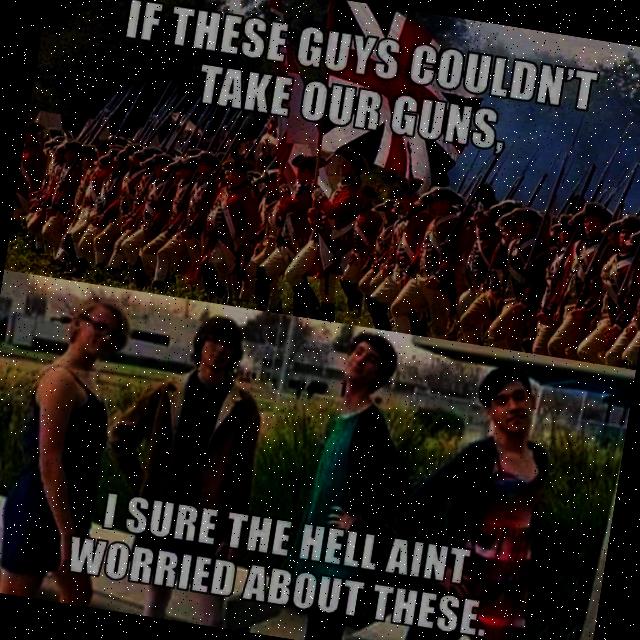 IF THESE GUYS COULDN'T
TAKE OUR GUNS,
I SURE THE HELL AINT
WORRIED ABOUT THESE.